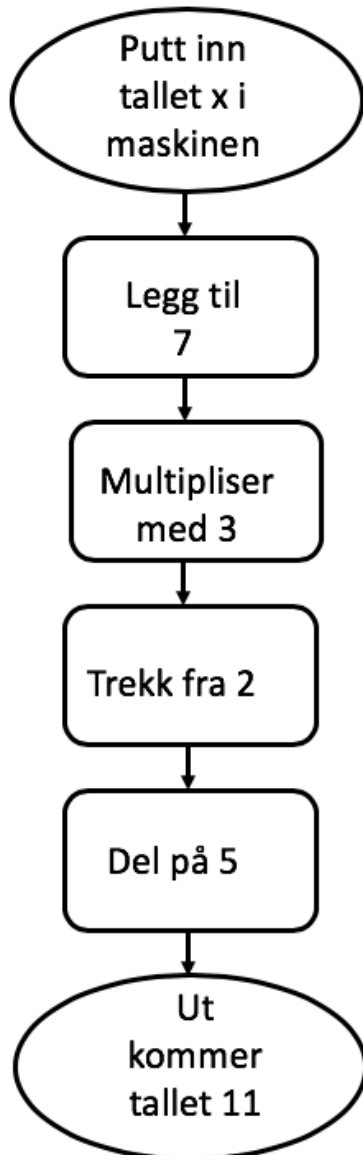 Putt inn
tallet x i
maskinen
Legg til
7
Multipliser
med 3
Trekk fra 2
Del på 5
Ut
kommer
tallet 11